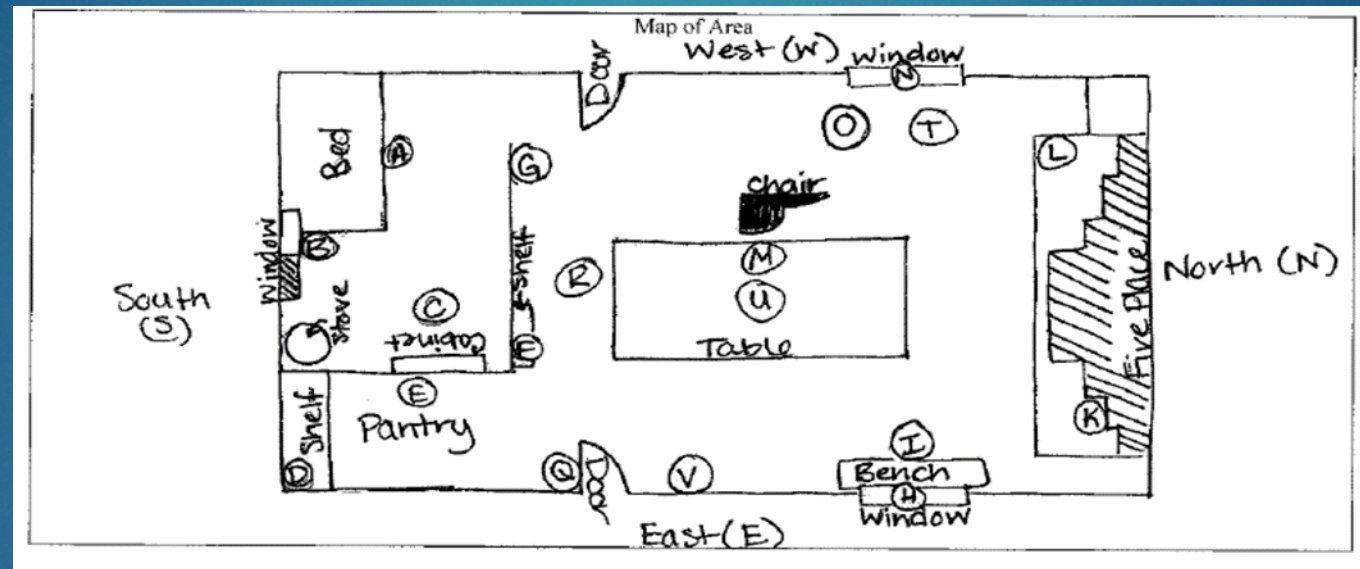 Map of Area
West (W)
Window
Door
N
O
T
Bed
A
G
L
chair
B
Window
shelf
R
M
North (N)
South
(S)
C
U
stove
Cabinet
Table
Fire Place
E
Shelf
Pantry
K
I
D
Q
Door
V
Bench
H
Window
East (E)